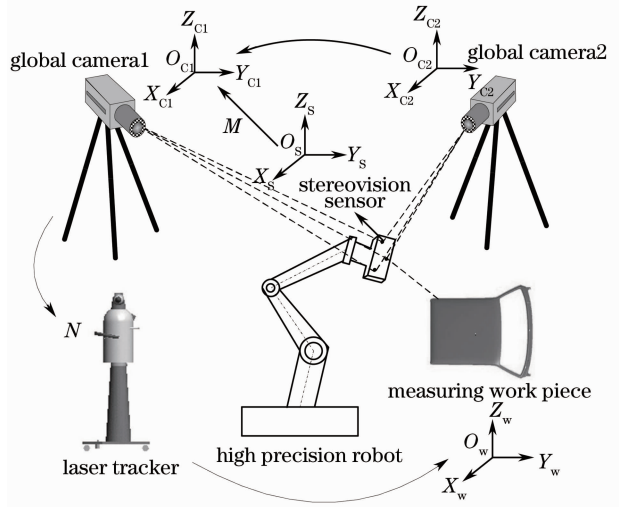 Z_C1
O_C1
Y_C1
X_C1
global camera1
Z_C2
O_C2
Y_C2
X_C2
global camera2
M
Z_S
O_S
Y_S
X_S
stereovision
sensor
N
measuring work piece
high precision robot
laser tracker
Z_w
O_w
Y_w
X_w